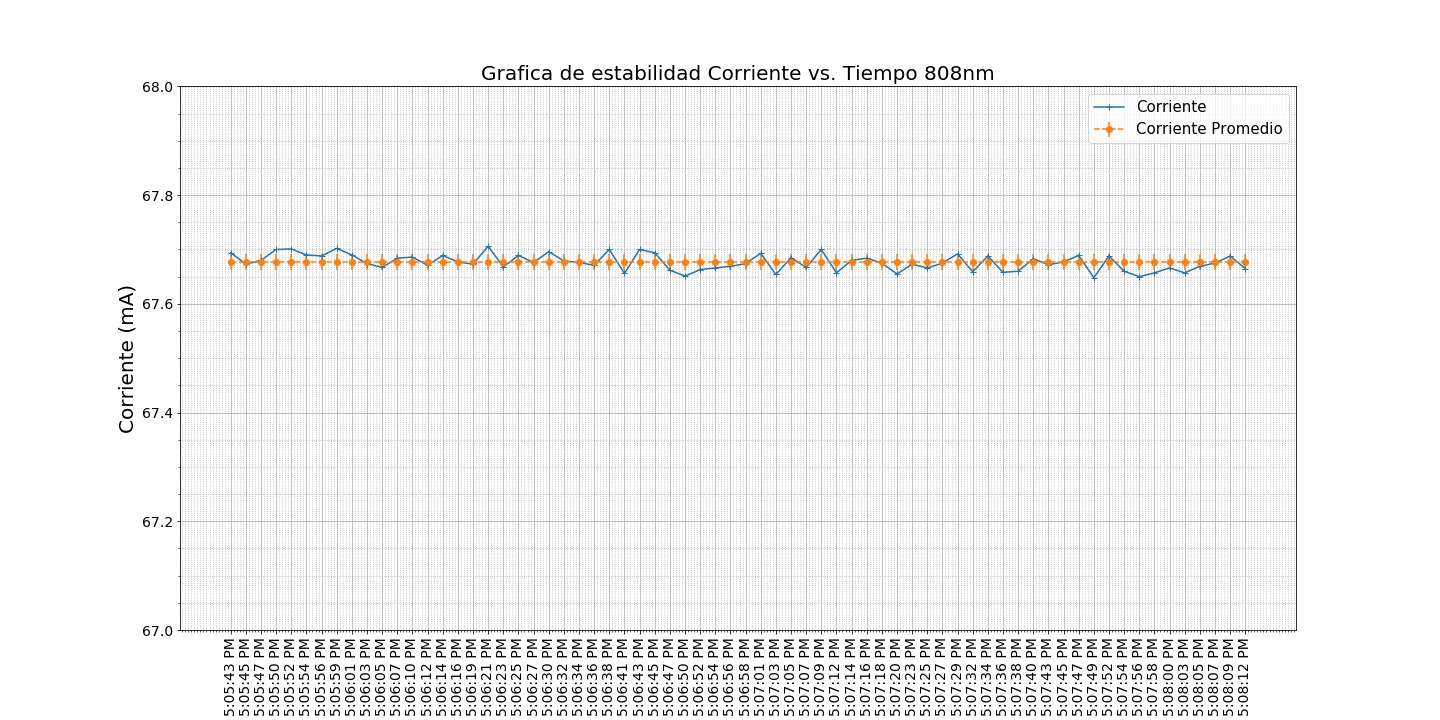 Grafica de estabilidad Corriente vs. Tiempo 808nm
68.0
67.8
67.6
67.4
67.2
67.0
Corriente (mA)
Corriente
Corriente Promedio
5:05:43 PM
5:05:45 PM
5:05:47 PM
5:05:50 PM
5:05:52 PM
5:05:54 PM
5:05:56 PM
5:05:59 PM
5:06:01 PM
5:06:03 PM
5:06:05 PM
5:06:07 PM
5:06:10 PM
5:06:12 PM
5:06:14 PM
5:06:16 PM
5:06:19 PM
5:06:21 PM
5:06:23 PM
5:06:25 PM
5:06:27 PM
5:06:30 PM
5:06:32 PM
5:06:34 PM
5:06:36 PM
5:06:38 PM
5:06:41 PM
5:06:43 PM
5:06:45 PM
5:06:47 PM
5:06:50 PM
5:06:52 PM
5:06:54 PM
5:06:56 PM
5:06:58 PM
5:07:01 PM
5:07:03 PM
5:07:05 PM
5:07:07 PM
5:07:09 PM
5:07:12 PM
5:07:14 PM
5:07:16 PM
5:07:18 PM
5:07:20 PM
5:07:23 PM
5:07:25 PM
5:07:27 PM
5:07:29 PM
5:07:32 PM
5:07:34 PM
5:07:36 PM
5:07:38 PM
5:07:40 PM
5:07:43 PM
5:07:45 PM
5:07:47 PM
5:07:49 PM
5:07:52 PM
5:07:54 PM
5:07:56 PM
5:07:58 PM
5:08:00 PM
5:08:03 PM
5:08:05 PM
5:08:07 PM
5:08:09 PM
5:08:12 PM